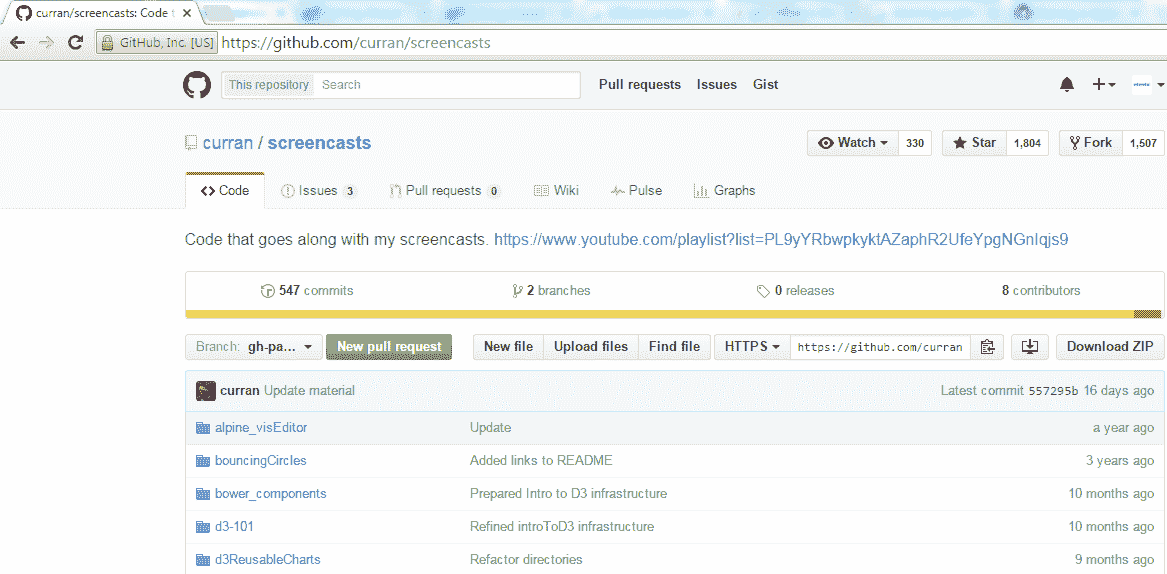 curran/screencasts: Code t
GitHub, Inc. [US] https://github.com/curran/screencasts
This repository Search Pull requests Issues Gist
curran / screencasts Watch 330 Star 1,804 Fork 1,507
Code Issues 3 Pull requests 0 Wiki Pulse Graphs
Code that goes along with my screencasts. https://www.youtube.com/playlist?list=PL9yYRbwpkyktAZaphR2UfeYpgNGnIqjs9
547 commits 2 branches 0 releases 8 contributors
Branch: gh-pa... New pull request New file Upload files Find file HTTPS https://github.com/curran Download ZIP
curran Update material Latest commit 557295b 16 days ago
alpine_visEditor Update a year ago
bouncingCircles Added links to README 3 years ago
bower_components Prepared Intro to D3 infrastructure 10 months ago
d3-101 Refined introToD3 infrastructure 10 months ago
d3ReusableCharts Refactor directories 9 months ago